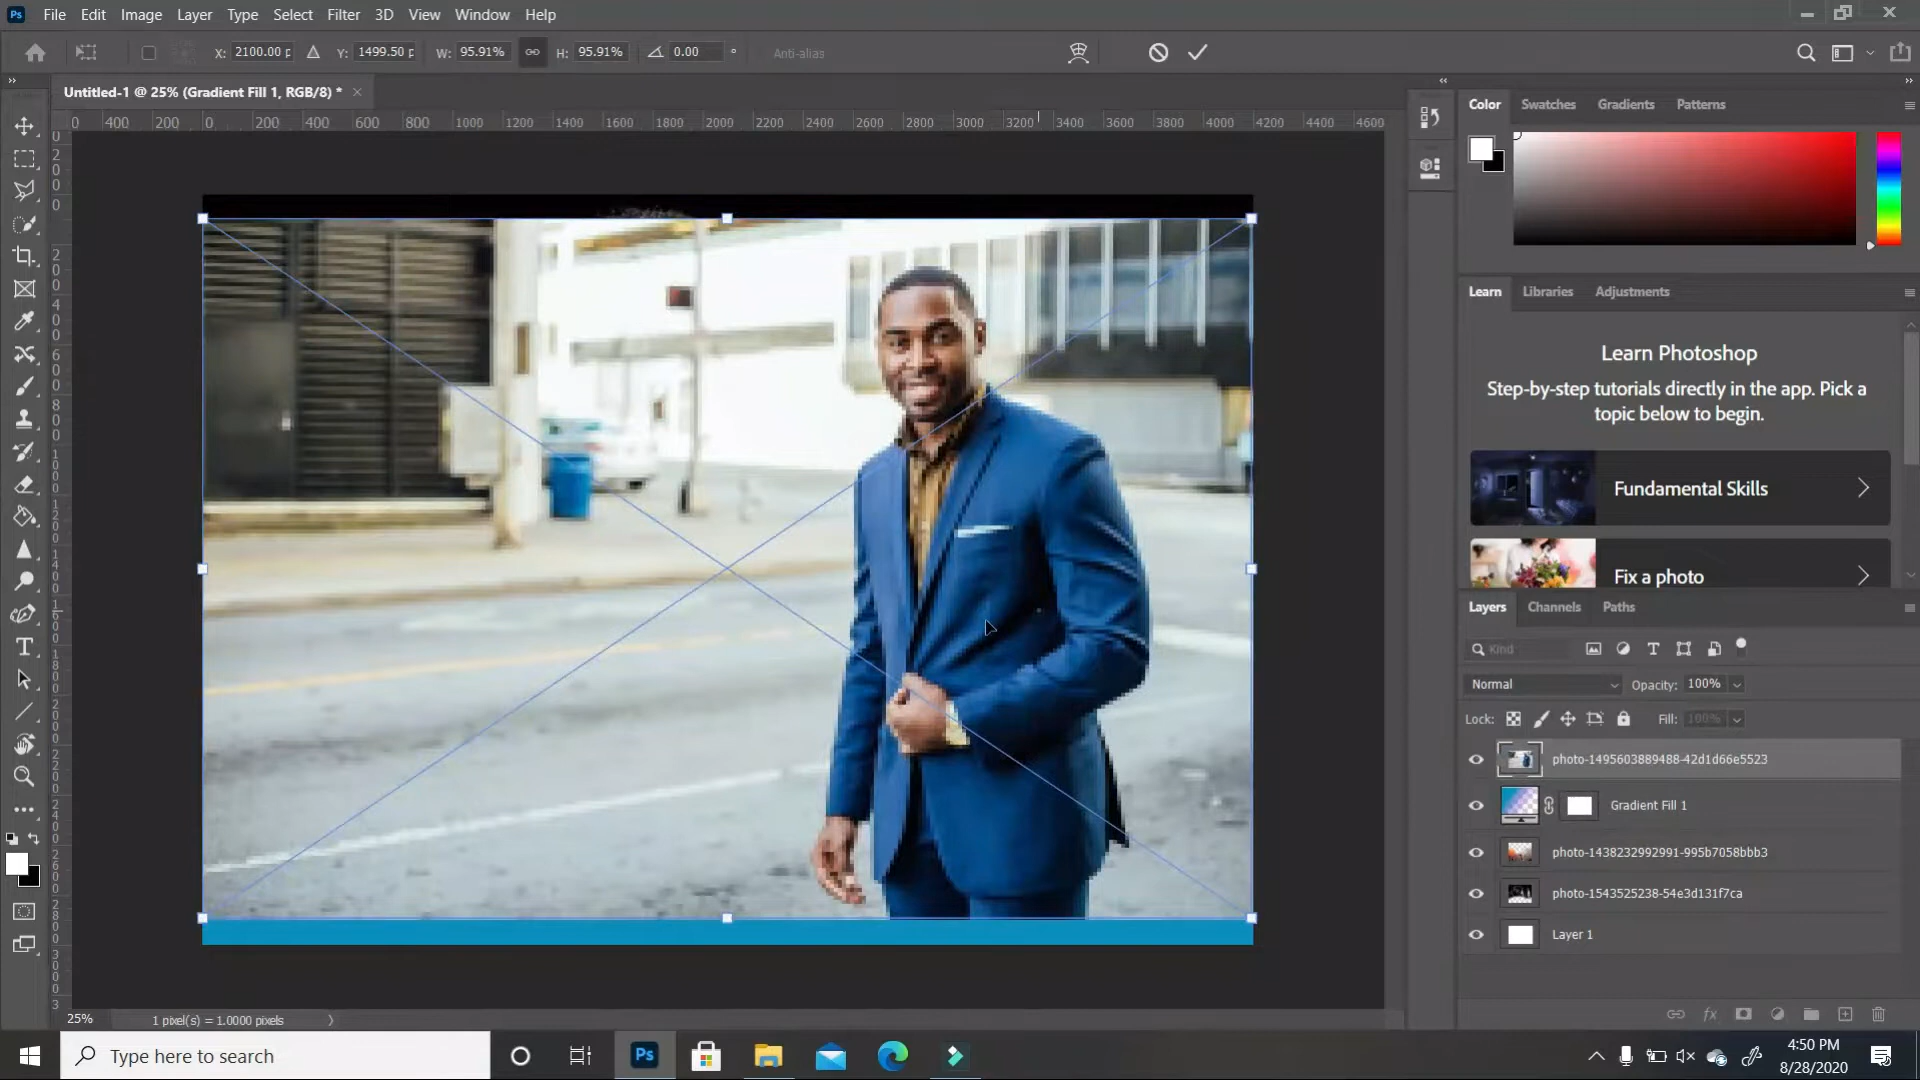 Ps File Edit Image Layer Type Select Filter 3D View Window Help
X: 2100.00 p Y: 1499.50 p W: 95.91% H: 95.91% 0.00 ° Anti-alias
Untitled-1 @ 25% (Gradient Fill 1, RGB/8) * ×
0 400 200 0 200 400 600 800 1000 1200 1400 1600 1800 2000 2200 2400 2600 2800 3000 3200 3400 3600 3800 4000 4200 4400 4600
Color Swatches Gradients Patterns
Learn Libraries Adjustments
Learn Photoshop
Step-by-step tutorials directly in the app. Pick a
topic below to begin.
Fundamental Skills
Fix a photo
Layers Channels Paths
Kind
Normal Opacity: 100%
Lock: Fill: 100%
photo-1495603889488-42d1d66e5523
Gradient Fill 1
photo-1438232992991-995b7058bbb3
photo-1543525238-54e3d131f7ca
Layer 1
fx
25% 1 pixel(s) = 1.0000 pixels
Type here to search
Ps
4:50 PM
8/28/2020